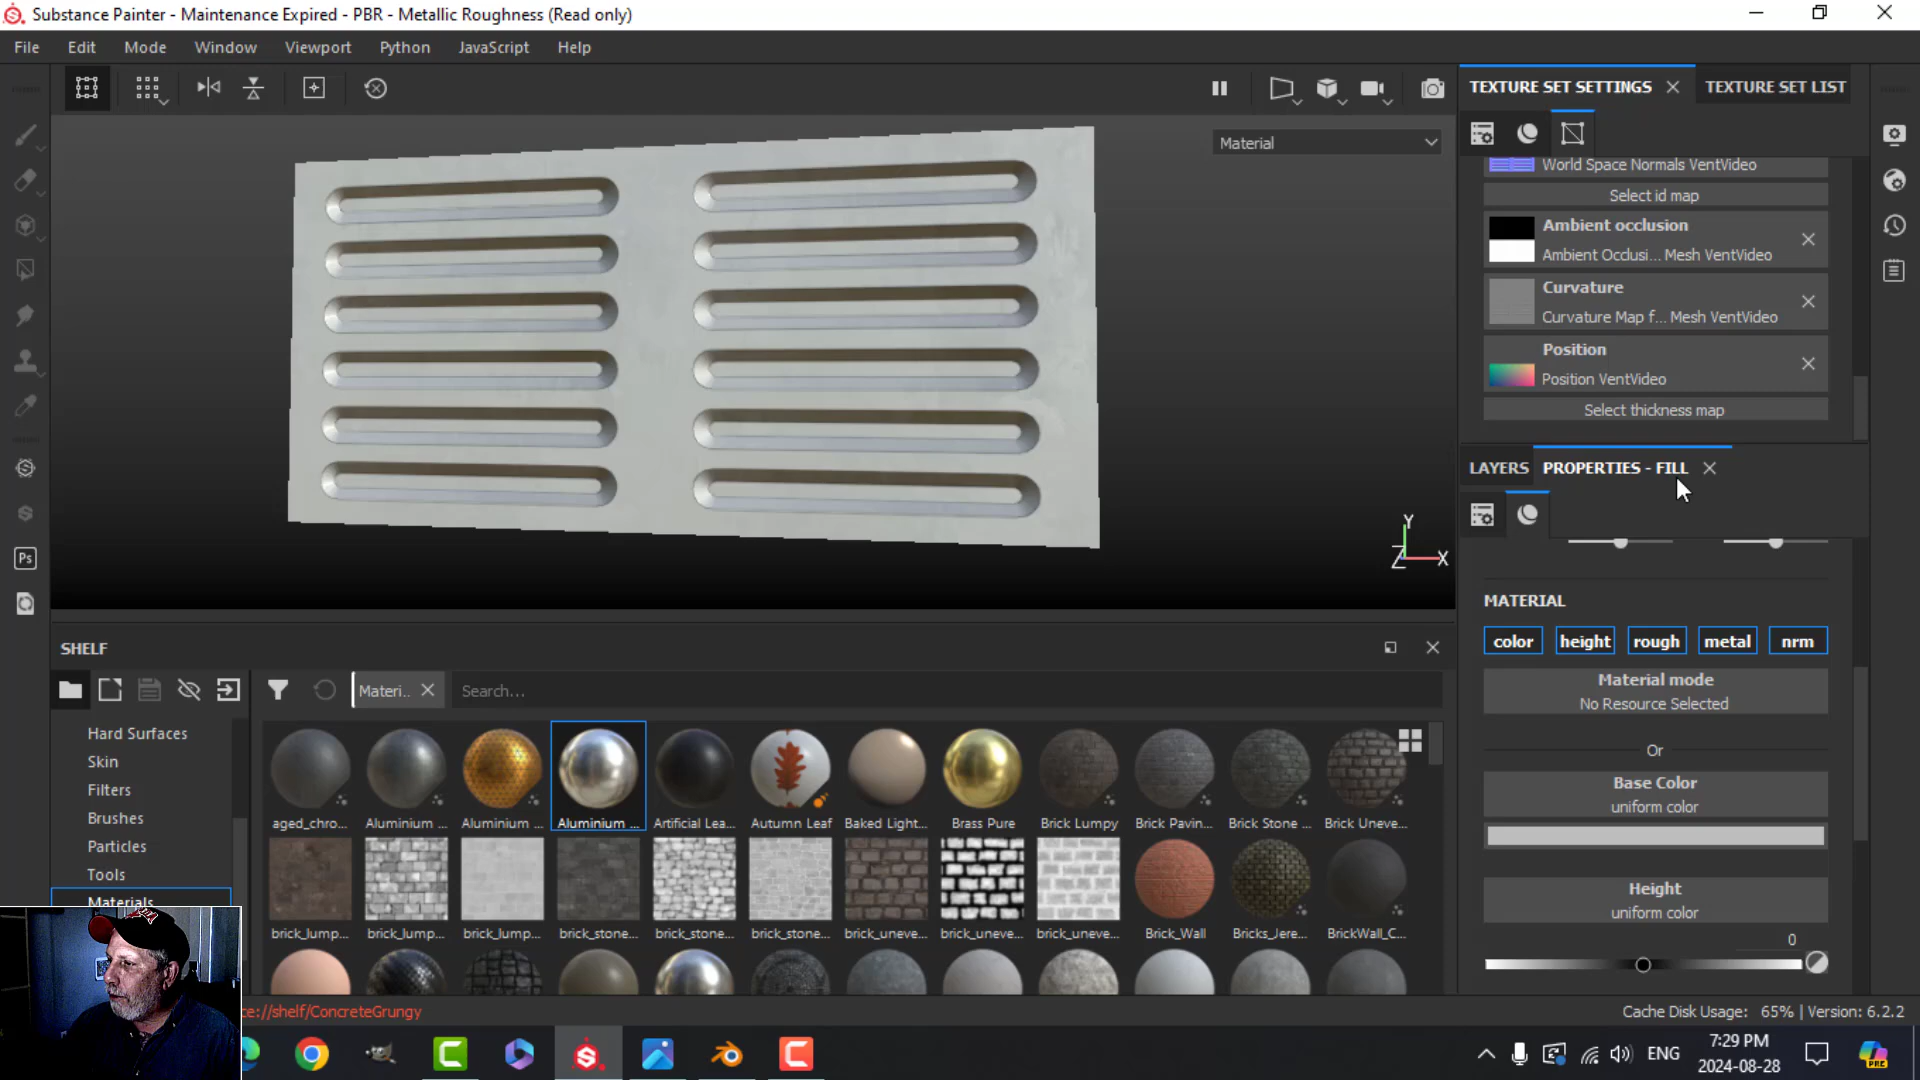 Substance Painter - Maintenance Expired - PBR - Metallic Roughness (Read only)
File Edit Mode Window Viewport Python JavaScript Help
TEXTURE SET SETTINGS TEXTURE SET LIST
Material
World Space Normals VentVideo
Select id map
Ambient occlusion
Ambient Occlusi... Mesh VentVideo
Curvature
Curvature Map f... Mesh VentVideo
Position
Position VentVideo
Select thickness map
LAYERS PROPERTIES - FILL
Ps
Y
Z X
MATERIAL
color height rough metal nrm
Material mode
No Resource Selected
Or
Base Color
uniform color
Height
uniform color
0
SHELF
Materi.. Search...
Hard Surfaces
Skin
Filters
Brushes
Particles
Tools
Materials
aged_chro... Aluminium ... Aluminium ... Aluminium ... Artificial Lea... Autumn Leaf Baked Light... Brass Pure Brick Lumpy Brick Pavin... Brick Stone ... Brick Uneve...
brick_lump... brick_lump... brick_lump... brick_stone... brick_stone... brick_stone... brick_uneve... brick_uneve... brick_uneve... Brick_Wall Bricks_Jere... BrickWall_C...
ce://shelf/ConcreteGrungy
Cache Disk Usage: 65% | Version: 6.2.2
ENG
7:29 PM
2024-08-28